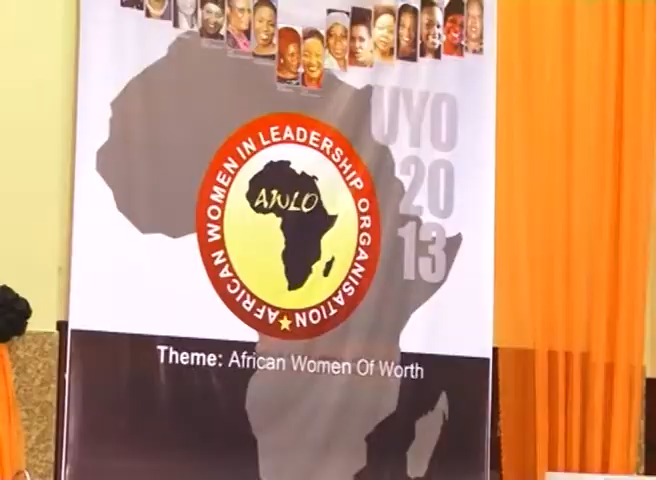 UYO
20
13
AFRICAN WOMEN IN LEADERSHIP ORGANISATION
AWLO
Theme: African Women Of Worth